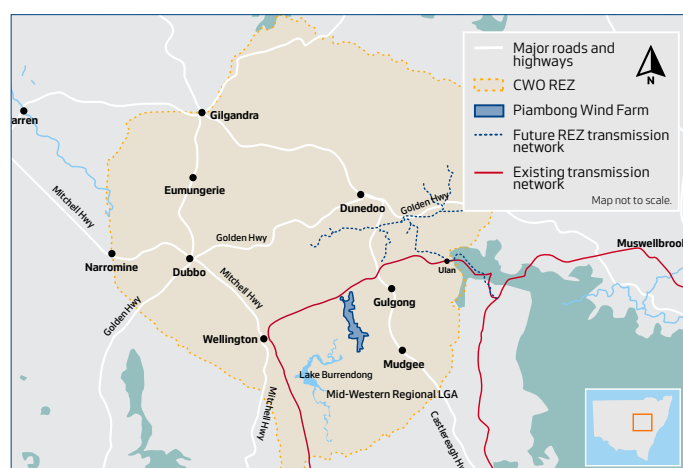 Major roads and
highways
N
CWO REZ
Piambong Wind Farm
Future REZ transmission
network
Existing transmission
network
Map not to scale.
arren
Gilgandra
Eumungerie
Mitchell Hwy
Dunedoo
Golden Hwy
Golden Hwy
Narromine
Dubbo
Mitchell Hwy
Ulan
Muswellbrook
Golden Hwy
Gulgong
Wellington
Mudgee
Lake Burrendong
Mid-Western Regional LGA
Mitchell Hwy
Castlereagh H